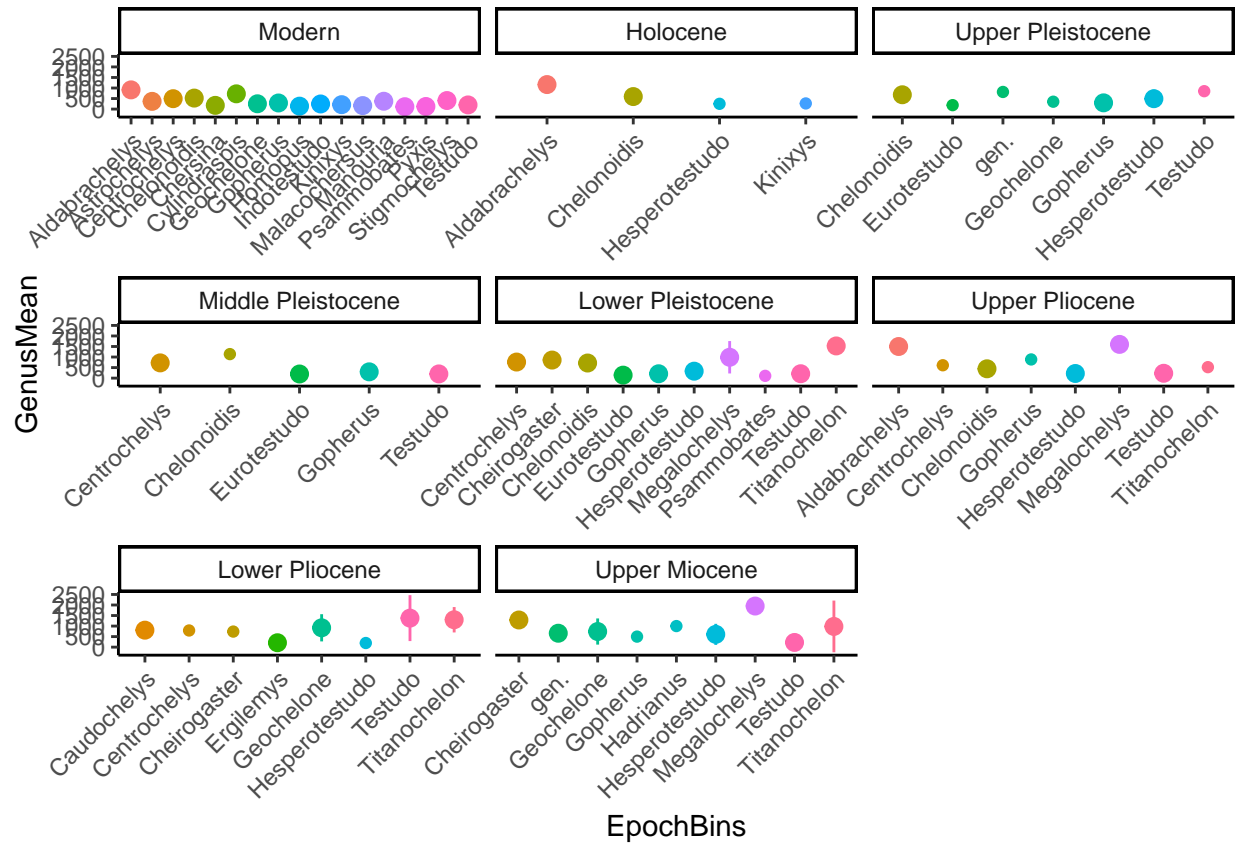 Modern
Holocene
Upper Pleistocene
2500
2000
1500
1000
500
0
Aldabrachelys
Astrochelys
Centrochelys
Chelonoidis
Chersina
Cylindraspis
Geochelone
Gopherus
Homopus
Indotestudo
Kinixys
Malacochersus
Manouria
Psammobates
Pyxis
Stigmochelys
Testudo
Aldabrachelys
Chelonoidis
Hesperotestudo
Kinixys
Chelonoidis
Eurotestudo
gen.
Geochelone
Gopherus
Hesperotestudo
Testudo
GenusMean
Middle Pleistocene
Lower Pleistocene
Upper Pliocene
2500
2000
1500
1000
500
0
Centrochelys
Chelonoidis
Eurotestudo
Gopherus
Testudo
Centrochelys
Cheirogaster
Chelonoidis
Eurotestudo
Gopherus
Hesperotestudo
Megalochelys
Psammobates
Testudo
Titanochelon
Aldabrachelys
Centrochelys
Chelonoidis
Gopherus
Hesperotestudo
Megalochelys
Testudo
Titanochelon
Lower Pliocene
Upper Miocene
2500
2000
1500
1000
500
0
Caudochelys
Centrochelys
Cheirogaster
Ergilemys
Geochelone
Hesperotestudo
Testudo
Titanochelon
Cheirogaster
gen.
Geochelone
Gopherus
Hadrianus
Hesperotestudo
Megalochelys
Testudo
Titanochelon
EpochBins